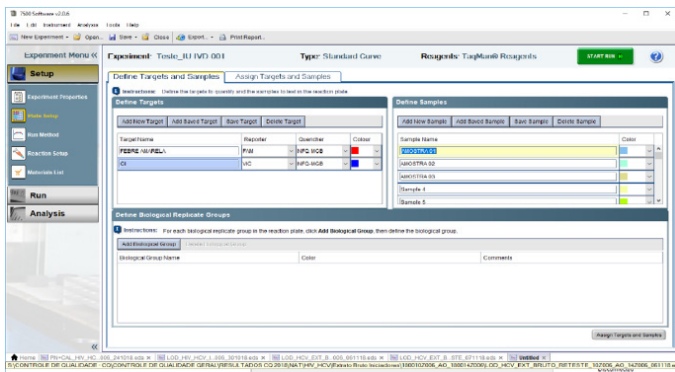 7500 Software v2.0.6
File Edit Instrument Analysis Tools Help
New Experiment Open... Save Close Export... Print Report...
Experiment Menu «
Experiment: Teste_IU IVD 001 Type: Standard Curve Reagents: TaqMan® Reagents START RUN
Setup
Experiment Properties
Plate Setup
Run Method
Reaction Setup
Materials List
Run
Analysis
Define Targets and Samples Assign Targets and Samples
Instructions: Define the targets to quantify and the samples to test in the reaction plate.
Define Targets
Add New Target Add Saved Target Save Target Delete Target
Target Name Reporter Quencher Colour
FEBRE AMARELA FAM NFQ-MGB
CI VIC NFQ-MGB
Define Samples
Add New Sample Add Saved Sample Save Sample Delete Sample
Sample Name Color
AMOSTRA 01
AMOSTRA 02
AMOSTRA 03
Sample 4
Sample 5
Define Biological Replicate Groups
Instructions: For each biological replicate group in the reaction plate, click Add Biological Group, then define the biological group.
Add Biological Group Delete Biological Group
Biological Group Name Color Comments
Assign Targets and Samples
«
Home Untitled